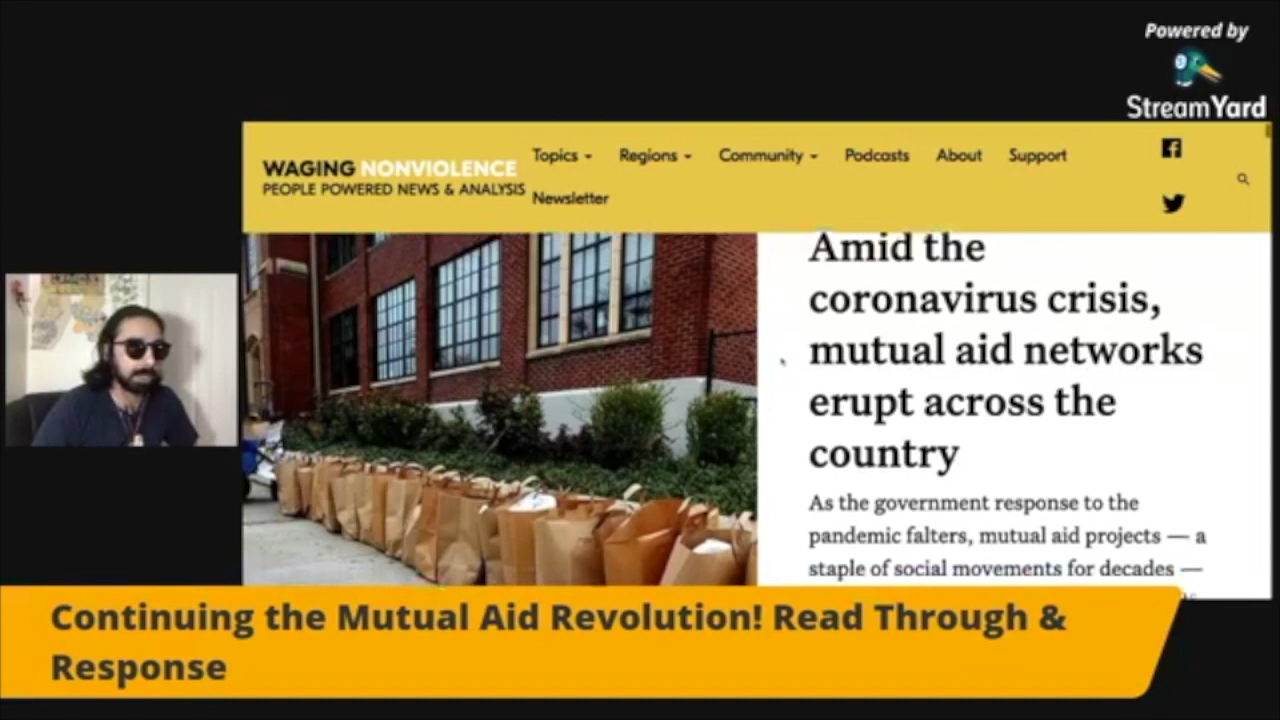 Powered by
StreamYard
WAGING NONVIOLENCE
PEOPLE POWERED NEWS & ANALYSIS
Topics
Regions
Community
Podcasts
About
Support
Newsletter
Amid the
coronavirus crisis,
mutual aid networks
erupt across the
country
As the government response to the
pandemic falters, mutual aid projects — a
staple of social movements for decades —
Continuing the Mutual Aid Revolution! Read Through &
Response